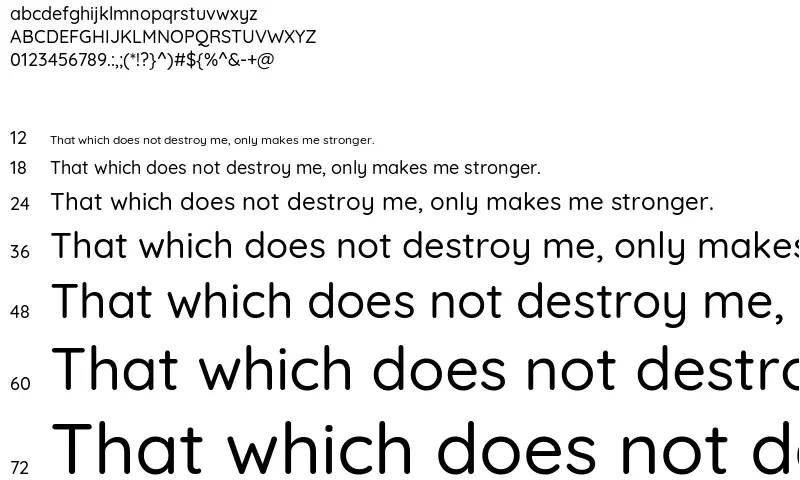 abcdefghijklmnopqrstuvwxyz
ABCDEFGHIJKLMNOPQRSTUVWXYZ
0123456789.:,;(*!?}^)#${%^&-+@
12 That which does not destroy me, only makes me stronger.
18 That which does not destroy me, only makes me stronger.
24 That which does not destroy me, only makes me stronger.
36 That which does not destroy me, only makes
48 That which does not destroy me,
60 That which does not destro
72 That which does not de